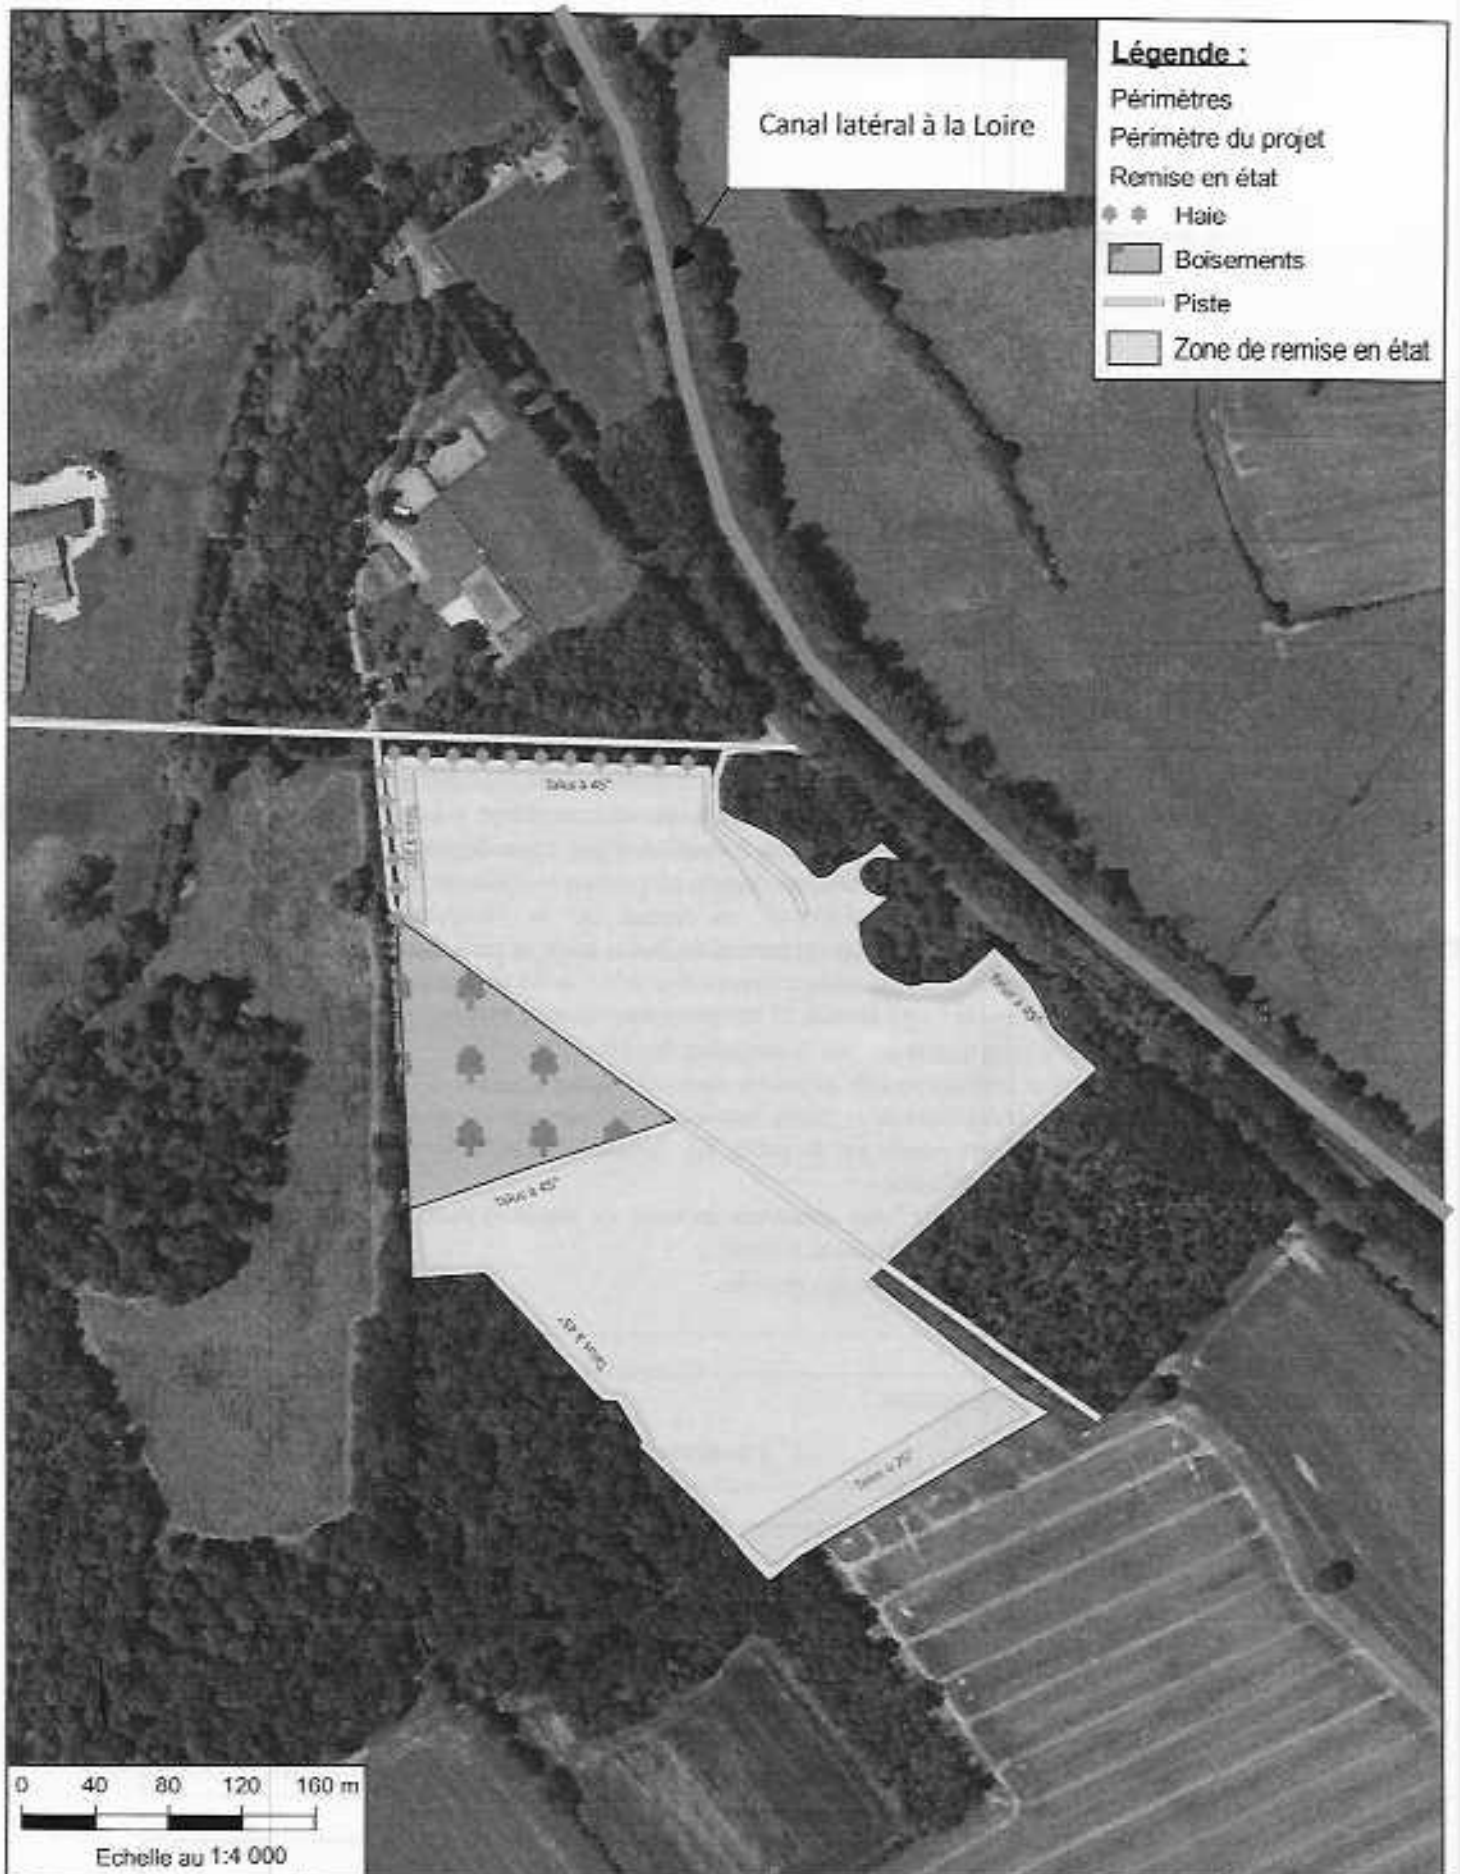 Légende :
Périmètres
Périmètre du projet
Remise en état
Haie
Boisements
Piste
Zone de remise en état
Canal latéral à la Loire
Talus à 45°
Talus à 45°
Talus à 45°
Talus à 45°
Talus à 20°
0 40 80 120 160 m
Echelle au 1:4 000